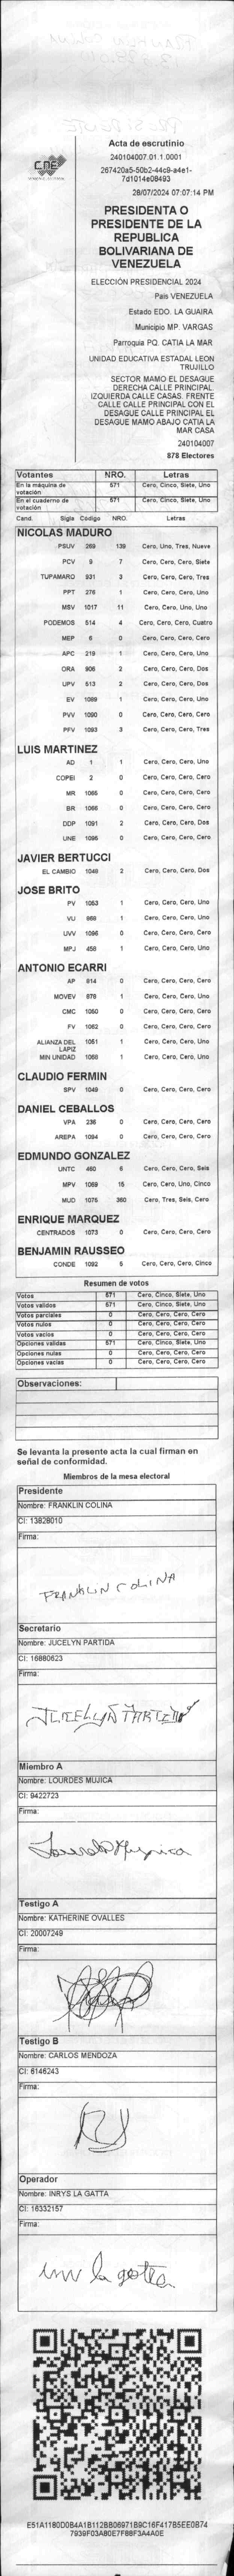 Acta de escrutinio
240104007.01.1.0001
267420a5-50b2-44c9-a4e1-
7d1014e08493
28/07/2024 07:07:14 PM
CNE
PRESIDENTA O
PRESIDENTE DE LA
REPUBLICA
BOLIVARIANA DE
VENEZUELA
ELECCIÓN PRESIDENCIAL 2024
Pais VENEZUELA
Estado EDO. LA GUAIRA
Municipio MP. VARGAS
Parroquia PQ. CATIA LA MAR
UNIDAD EDUCATIVA ESTADAL LEON
TRUJILLO
SECTOR MAMO EL DESAGUE
DERECHA CALLE PRINCIPAL.
IZQUIERDA CALLE CASAS. FRENTE
CALLE CALLE PRINCIPAL CON EL
DESAGUE CALLE PRINCIPAL EL
DESAGUE MAMO ABAJO CATIA LA
MAR CASA
240104007
878 Electores
Votantes NRO. Letras
En la máquina de votación 571 Cero, Cinco, Siete, Uno
En el cuaderno de votación 571 Cero, Cinco, Siete, Uno
Cand. Sigla Código NRO. Letras
NICOLAS MADURO
PSUV 269 139 Cero, Uno, Tres, Nueve
PCV 9 7 Cero, Cero, Cero, Siete
TUPAMARO 931 3 Cero, Cero, Cero, Tres
PPT 276 1 Cero, Cero, Cero, Uno
MSV 1017 11 Cero, Cero, Uno, Uno
PODEMOS 514 4 Cero, Cero, Cero, Cuatro
MEP 6 0 Cero, Cero, Cero, Cero
APC 219 1 Cero, Cero, Cero, Uno
ORA 906 2 Cero, Cero, Cero, Dos
UPV 513 2 Cero, Cero, Cero, Dos
EV 1089 1 Cero, Cero, Cero, Uno
PVV 1090 0 Cero, Cero, Cero, Cero
PFV 1093 3 Cero, Cero, Cero, Tres
LUIS MARTINEZ
AD 1 1 Cero, Cero, Cero, Uno
COPEI 2 0 Cero, Cero, Cero, Cero
MR 1065 0 Cero, Cero, Cero, Cero
BR 1066 0 Cero, Cero, Cero, Cero
DDP 1091 2 Cero, Cero, Cero, Dos
UNE 1095 0 Cero, Cero, Cero, Cero
JAVIER BERTUCCI
EL CAMBIO 1048 2 Cero, Cero, Cero, Dos
JOSE BRITO
PV 1053 1 Cero, Cero, Cero, Uno
VU 868 1 Cero, Cero, Cero, Uno
UVV 1096 0 Cero, Cero, Cero, Cero
MPJ 458 1 Cero, Cero, Cero, Uno
ANTONIO ECARRI
AP 814 0 Cero, Cero, Cero, Cero
MOVEV 878 1 Cero, Cero, Cero, Uno
CMC 1050 0 Cero, Cero, Cero, Cero
FV 1062 0 Cero, Cero, Cero, Cero
ALIANZA DEL LAPIZ 1051 1 Cero, Cero, Cero, Uno
MIN UNIDAD 1058 1 Cero, Cero, Cero, Uno
CLAUDIO FERMIN
SPV 1049 0 Cero, Cero, Cero, Cero
DANIEL CEBALLOS
VPA 236 0 Cero, Cero, Cero, Cero
AREPA 1094 0 Cero, Cero, Cero, Cero
EDMUNDO GONZALEZ
UNTC 460 6 Cero, Cero, Cero, Seis
MPV 1069 15 Cero, Cero, Uno, Cinco
MUD 1075 360 Cero, Tres, Seis, Cero
ENRIQUE MARQUEZ
CENTRADOS 1073 0 Cero, Cero, Cero, Cero
BENJAMIN RAUSSEO
CONDE 1092 5 Cero, Cero, Cero, Cinco
Resumen de votos
Votos 571 Cero, Cinco, Siete, Uno
Votos validos 571 Cero, Cinco, Siete, Uno
Votos parciales 0 Cero, Cero, Cero, Cero
Votos nulos 0 Cero, Cero, Cero, Cero
Votos vacios 0 Cero, Cero, Cero, Cero
Opciones validas 571 Cero, Cinco, Siete, Uno
Opciones nulas 0 Cero, Cero, Cero, Cero
Opciones vacias 0 Cero, Cero, Cero, Cero
Observaciones:
Se levanta la presente acta la cual firman en
señal de conformidad.
Miembros de la mesa electoral
Presidente
Nombre: FRANKLIN COLINA
CI: 13828010
Firma:
FRANKLIN COLINA
Secretario
Nombre: JUCELYN PARTIDA
CI: 16880623
Firma:
Miembro A
Nombre: LOURDES MUJICA
CI: 9422723
Firma:
Testigo A
Nombre: KATHERINE OVALLES
CI: 20007249
Firma:
Testigo B
Nombre: CARLOS MENDOZA
CI: 6146243
Firma:
Operador
Nombre: INRYS LA GATTA
CI: 16332157
Firma:
la gatta
E51A1180D0B4A1B112BB06971B9C16F417B5EE0B74
7939F03A80E7F88F3A4A0E